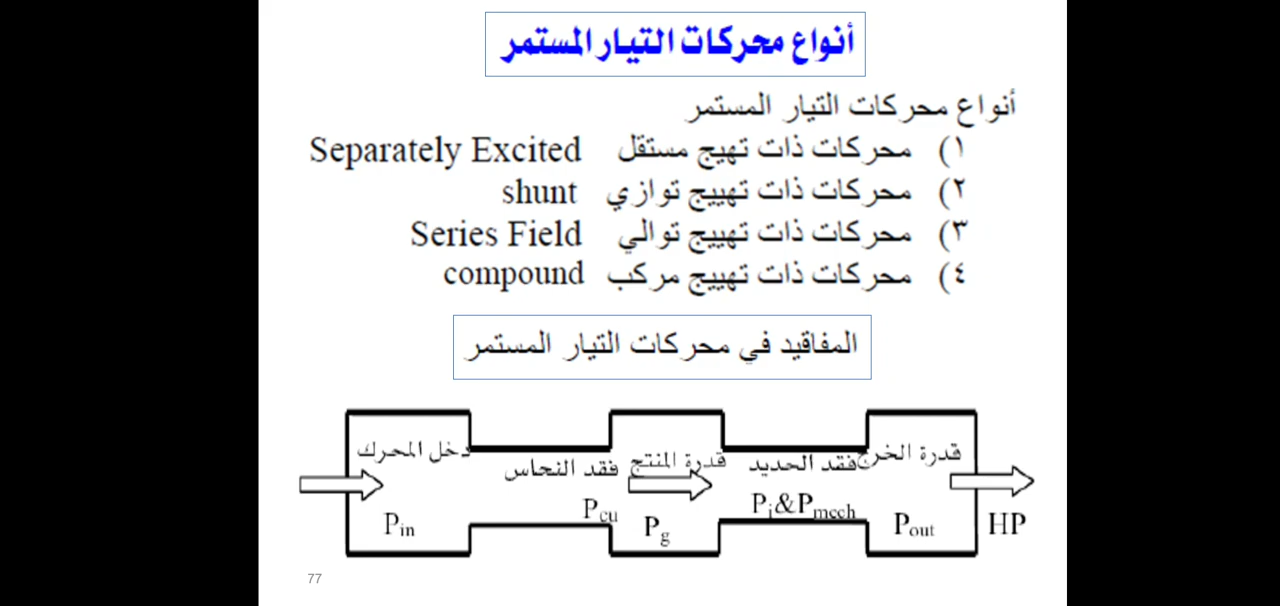 أنواع محركات التيار المستمر
أنواع محركات التيار المستمر
١) محركات ذات تهيج مستقل Separately Excited
٢) محركات ذات تهييج توازي shunt
٣) محركات ذات تهييج توالي Series Field
٤) محركات ذات تهييج مركب compound
المفاقيد في محركات التيار المستمر
دخل المحرك
Pin
فقد النحاس
Pcu
قدرة المنتج
Pg
فقد الحديد
Pi&Pmech
قدرة الخرج
Pout
HP
77